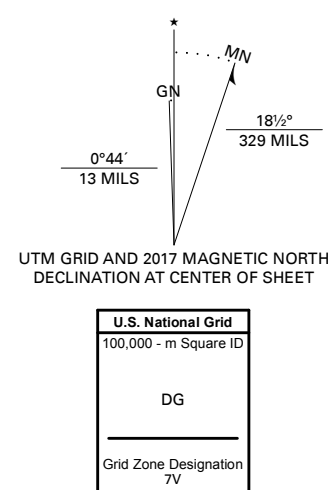 ★
MN
GN
18½°
329 MILS
0°44´
13 MILS
UTM GRID AND 2017 MAGNETIC NORTH
DECLINATION AT CENTER OF SHEET
U.S. National Grid
100,000 - m Square ID
DG
Grid Zone Designation
7V